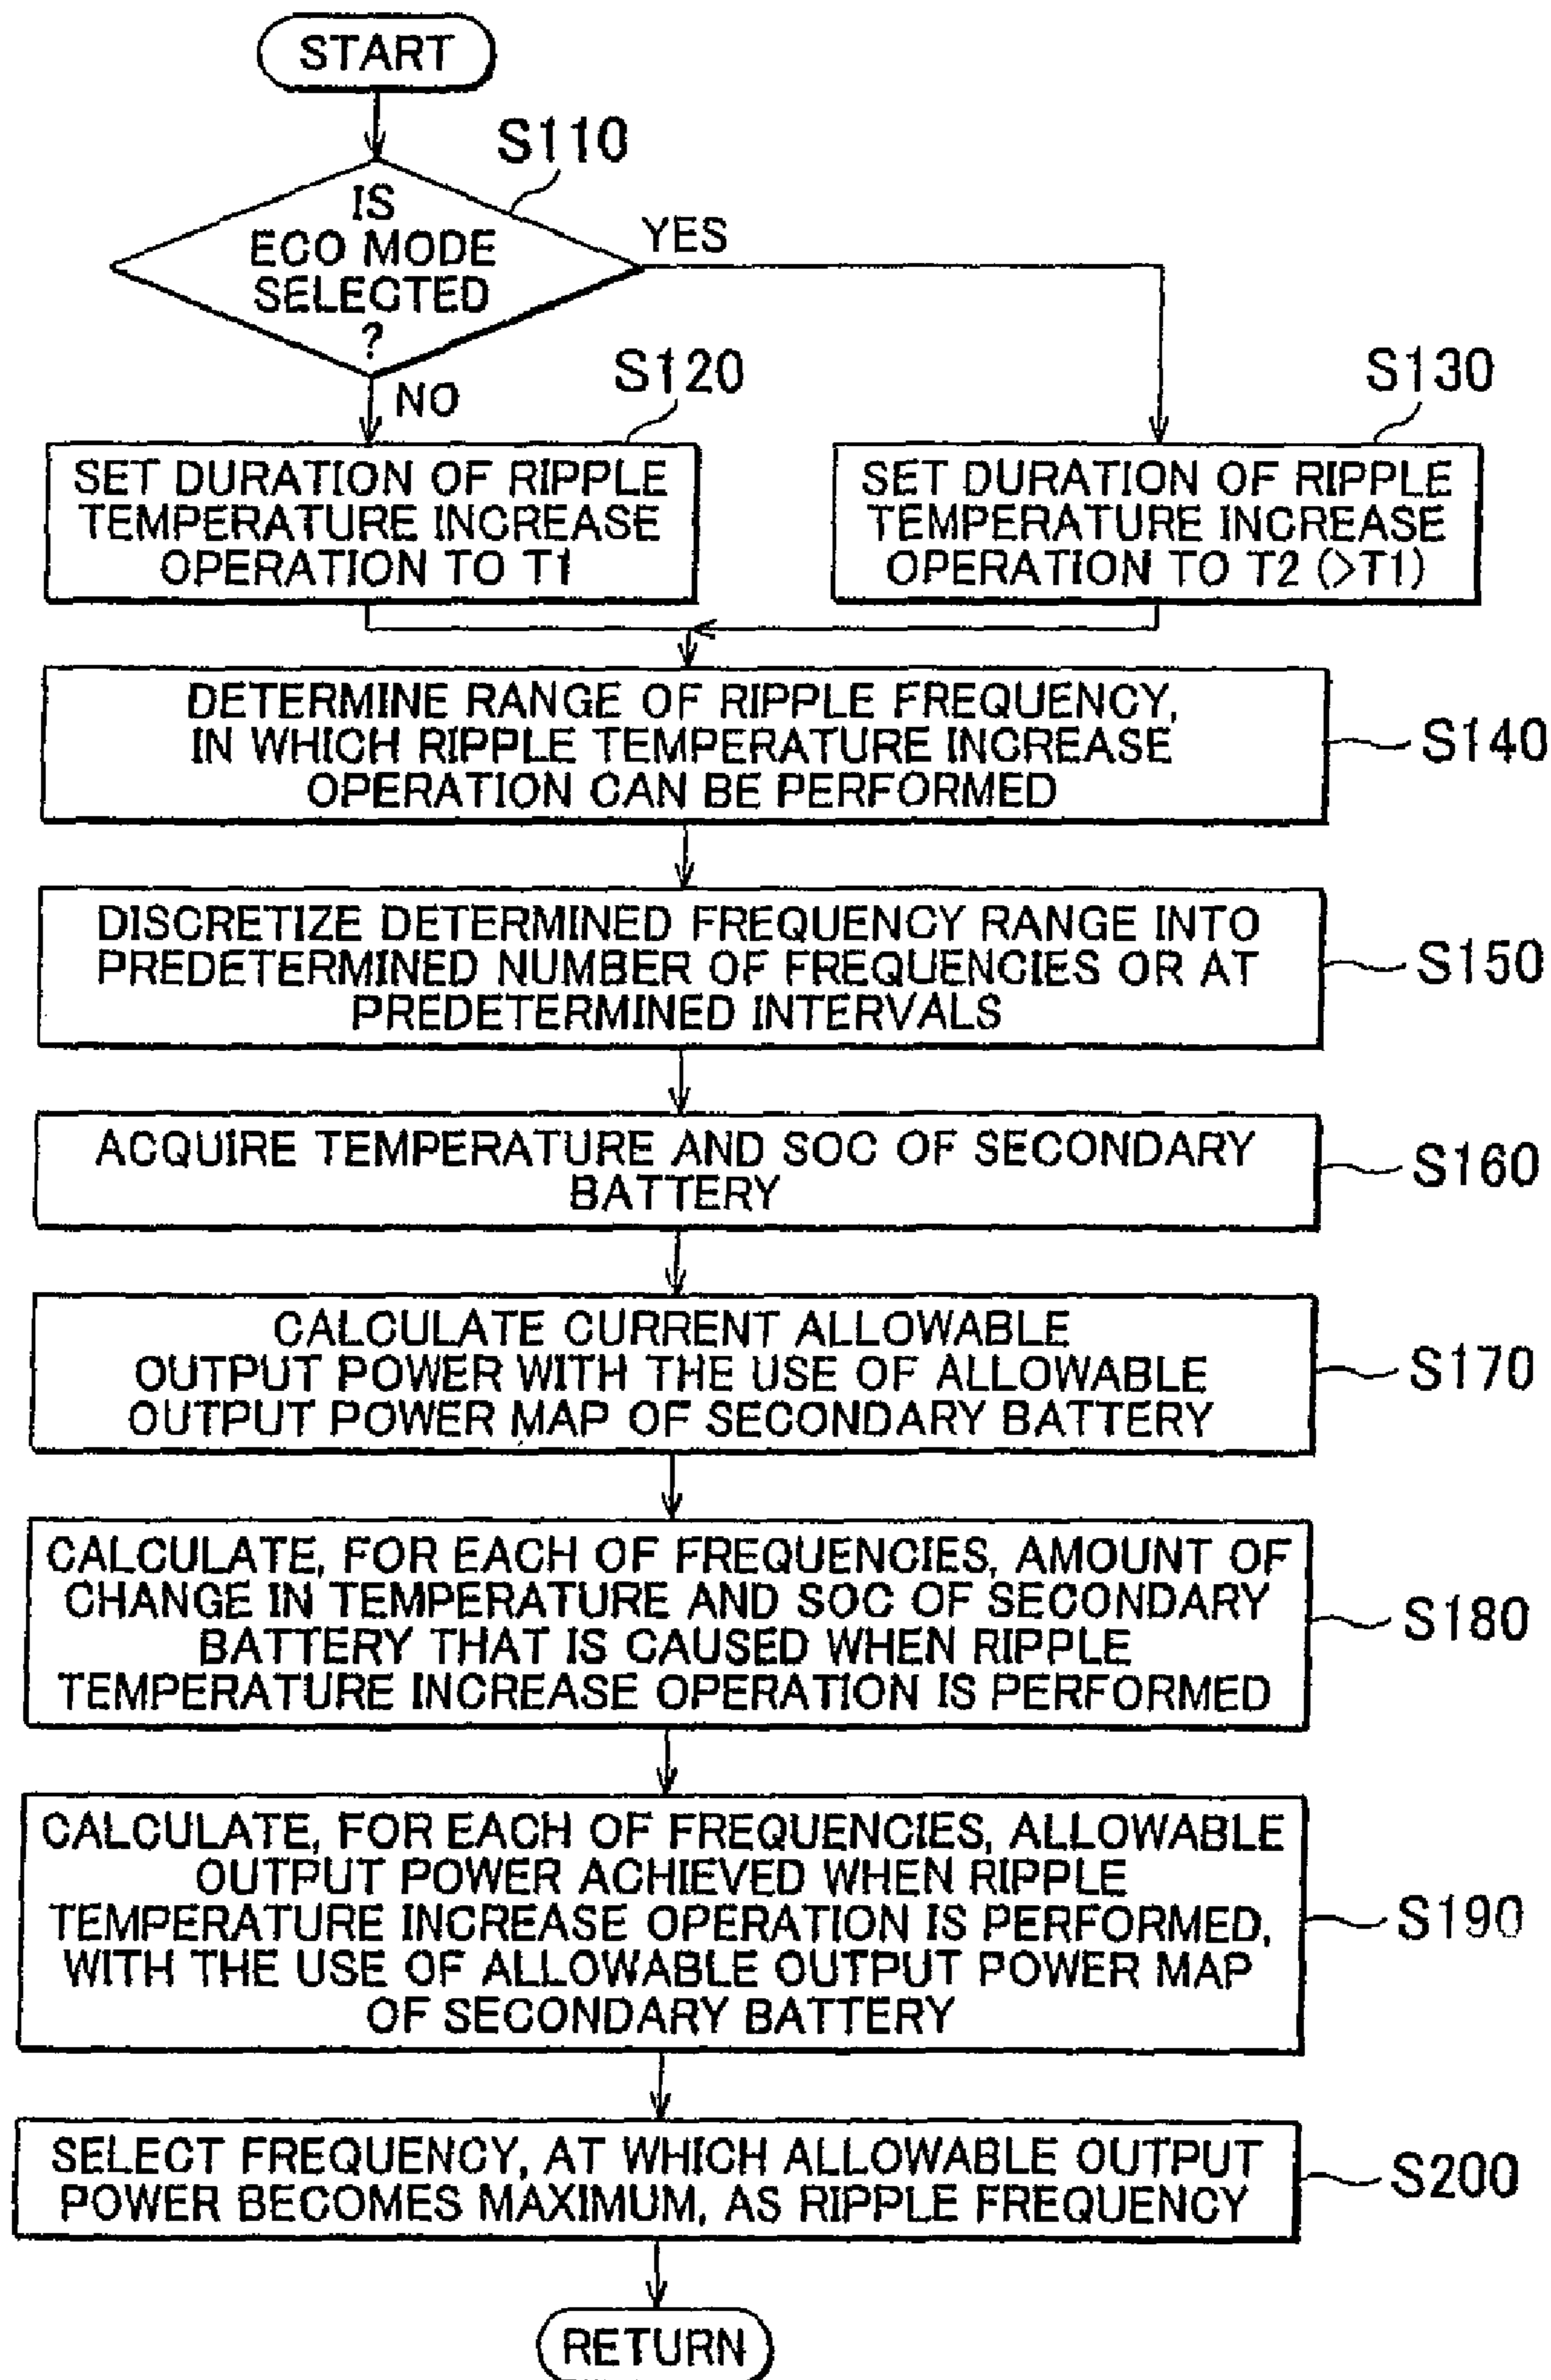 START
S110
IS
ECO MODE
SELECTED
?
YES
NO
S120
S130
SET DURATION OF RIPPLE
TEMPERATURE INCREASE
OPERATION TO T1
SET DURATION OF RIPPLE
TEMPERATURE INCREASE
OPERATION TO T2 (>T1)
DETERMINE RANGE OF RIPPLE FREQUENCY,
IN WHICH RIPPLE TEMPERATURE INCREASE
OPERATION CAN BE PERFORMED
S140
DISCRETIZE DETERMINED FREQUENCY RANGE INTO
PREDETERMINED NUMBER OF FREQUENCIES OR AT
PREDETERMINED INTERVALS
S150
ACQUIRE TEMPERATURE AND SOC OF SECONDARY
BATTERY
S160
CALCULATE CURRENT ALLOWABLE
OUTPUT POWER WITH THE USE OF ALLOWABLE
OUTPUT POWER MAP OF SECONDARY BATTERY
S170
CALCULATE, FOR EACH OF FREQUENCIES, AMOUNT OF
CHANGE IN TEMPERATURE AND SOC OF SECONDARY
BATTERY THAT IS CAUSED WHEN RIPPLE
TEMPERATURE INCREASE OPERATION IS PERFORMED
S180
CALCULATE, FOR EACH OF FREQUENCIES, ALLOWABLE
OUTPUT POWER ACHIEVED WHEN RIPPLE
TEMPERATURE INCREASE OPERATION IS PERFORMED,
WITH THE USE OF ALLOWABLE OUTPUT POWER MAP
OF SECONDARY BATTERY
S190
SELECT FREQUENCY, AT WHICH ALLOWABLE OUTPUT
POWER BECOMES MAXIMUM, AS RIPPLE FREQUENCY
S200
RETURN